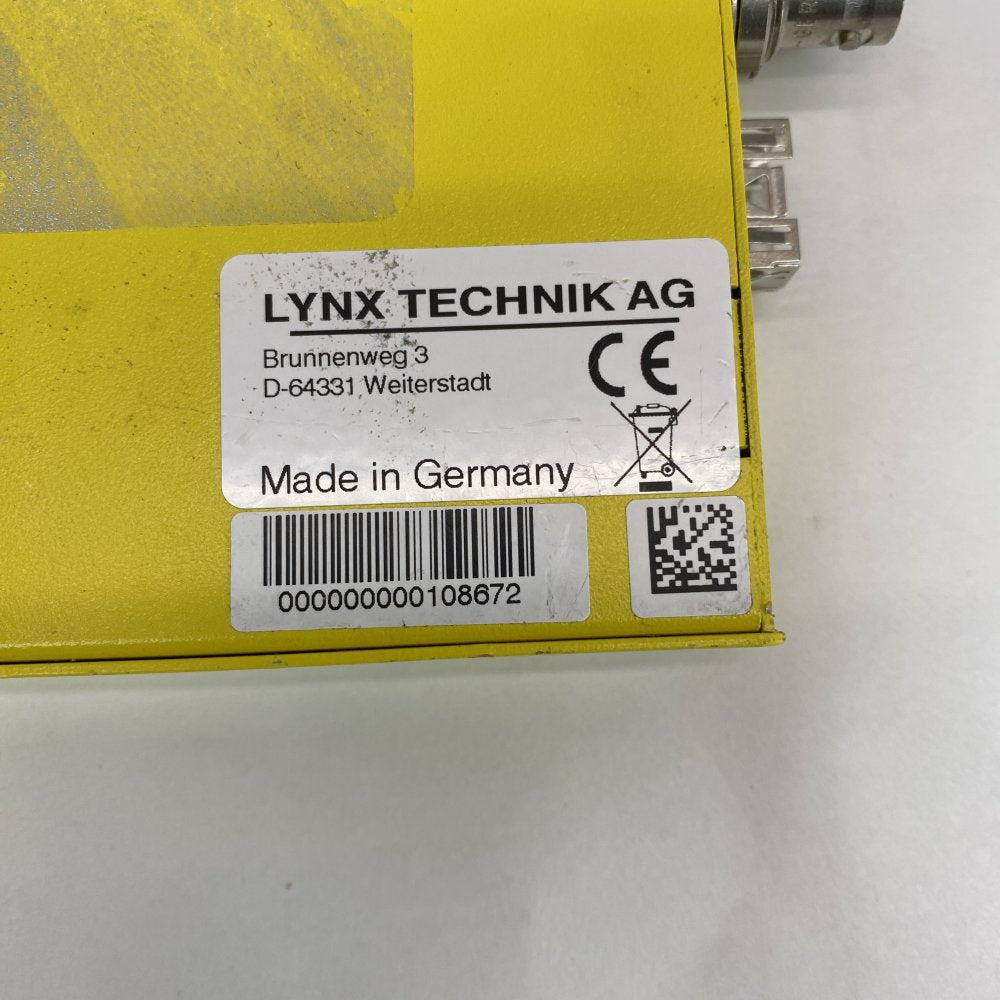 LYNX TECHNIK AG
Brunnenweg 3
D-64331 Weiterstadt
CE
Made in Germany
000000000108672